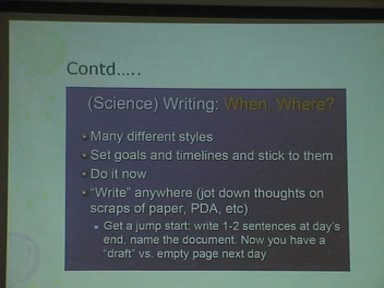 Contd.....
(Science) Writing: When, Where?
• Many different styles
• Set goals and timelines and stick to them
• Do it now
• "Write" anywhere (jot down thoughts on
scraps of paper, PDA, etc)
▪ Get a jump start: write 1-2 sentences at day's
end, name the document. Now you have a
"draft" vs. empty page next day